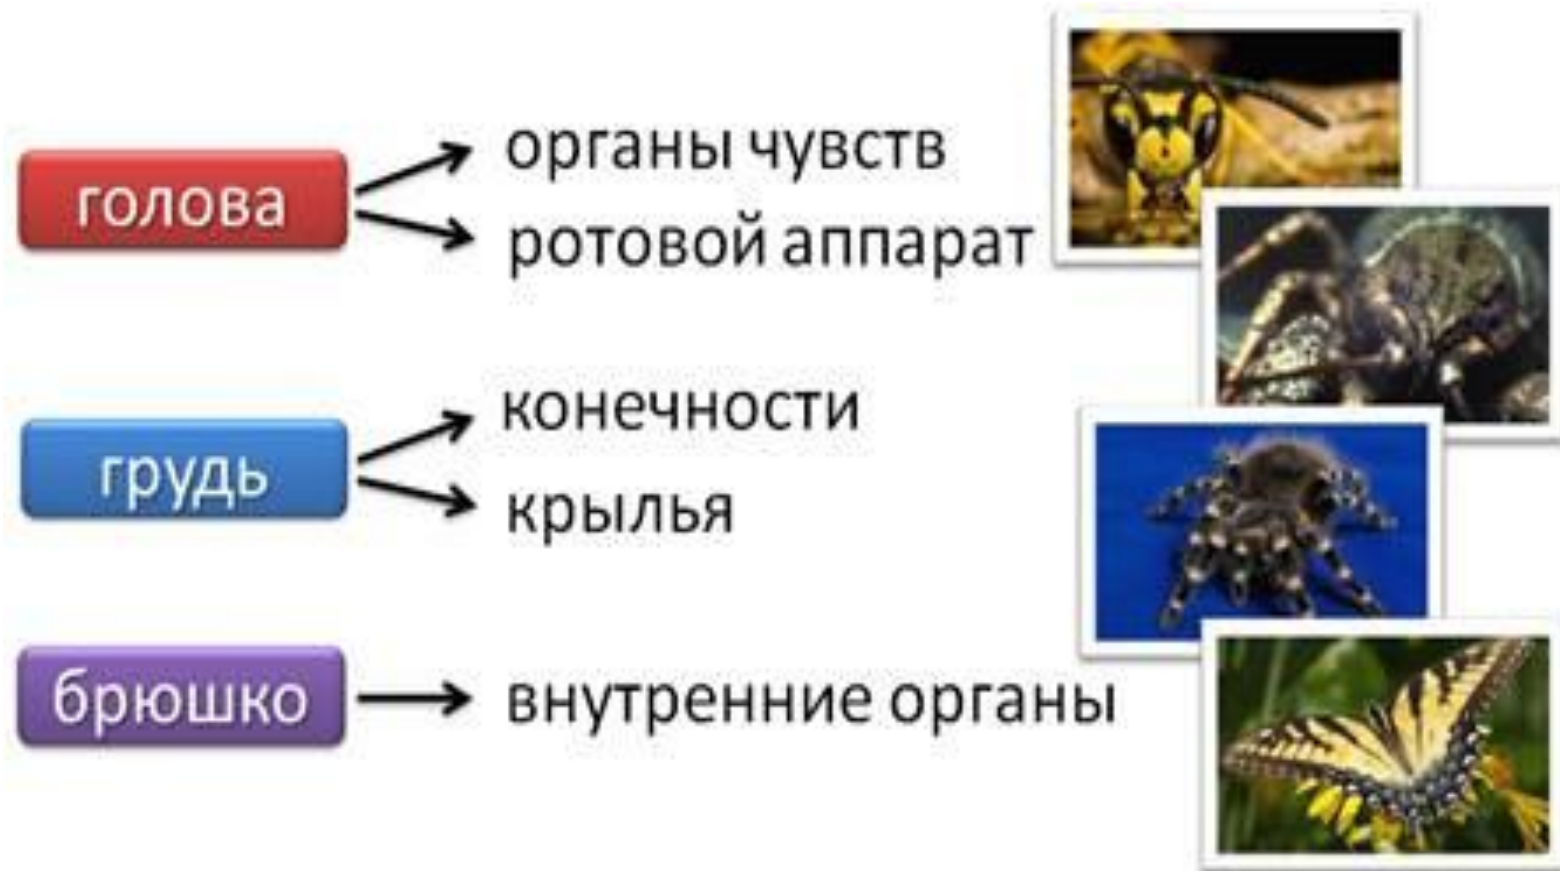 голова
органы чувств
ротовой аппарат
грудь
конечности
крылья
брюшко
внутренние органы